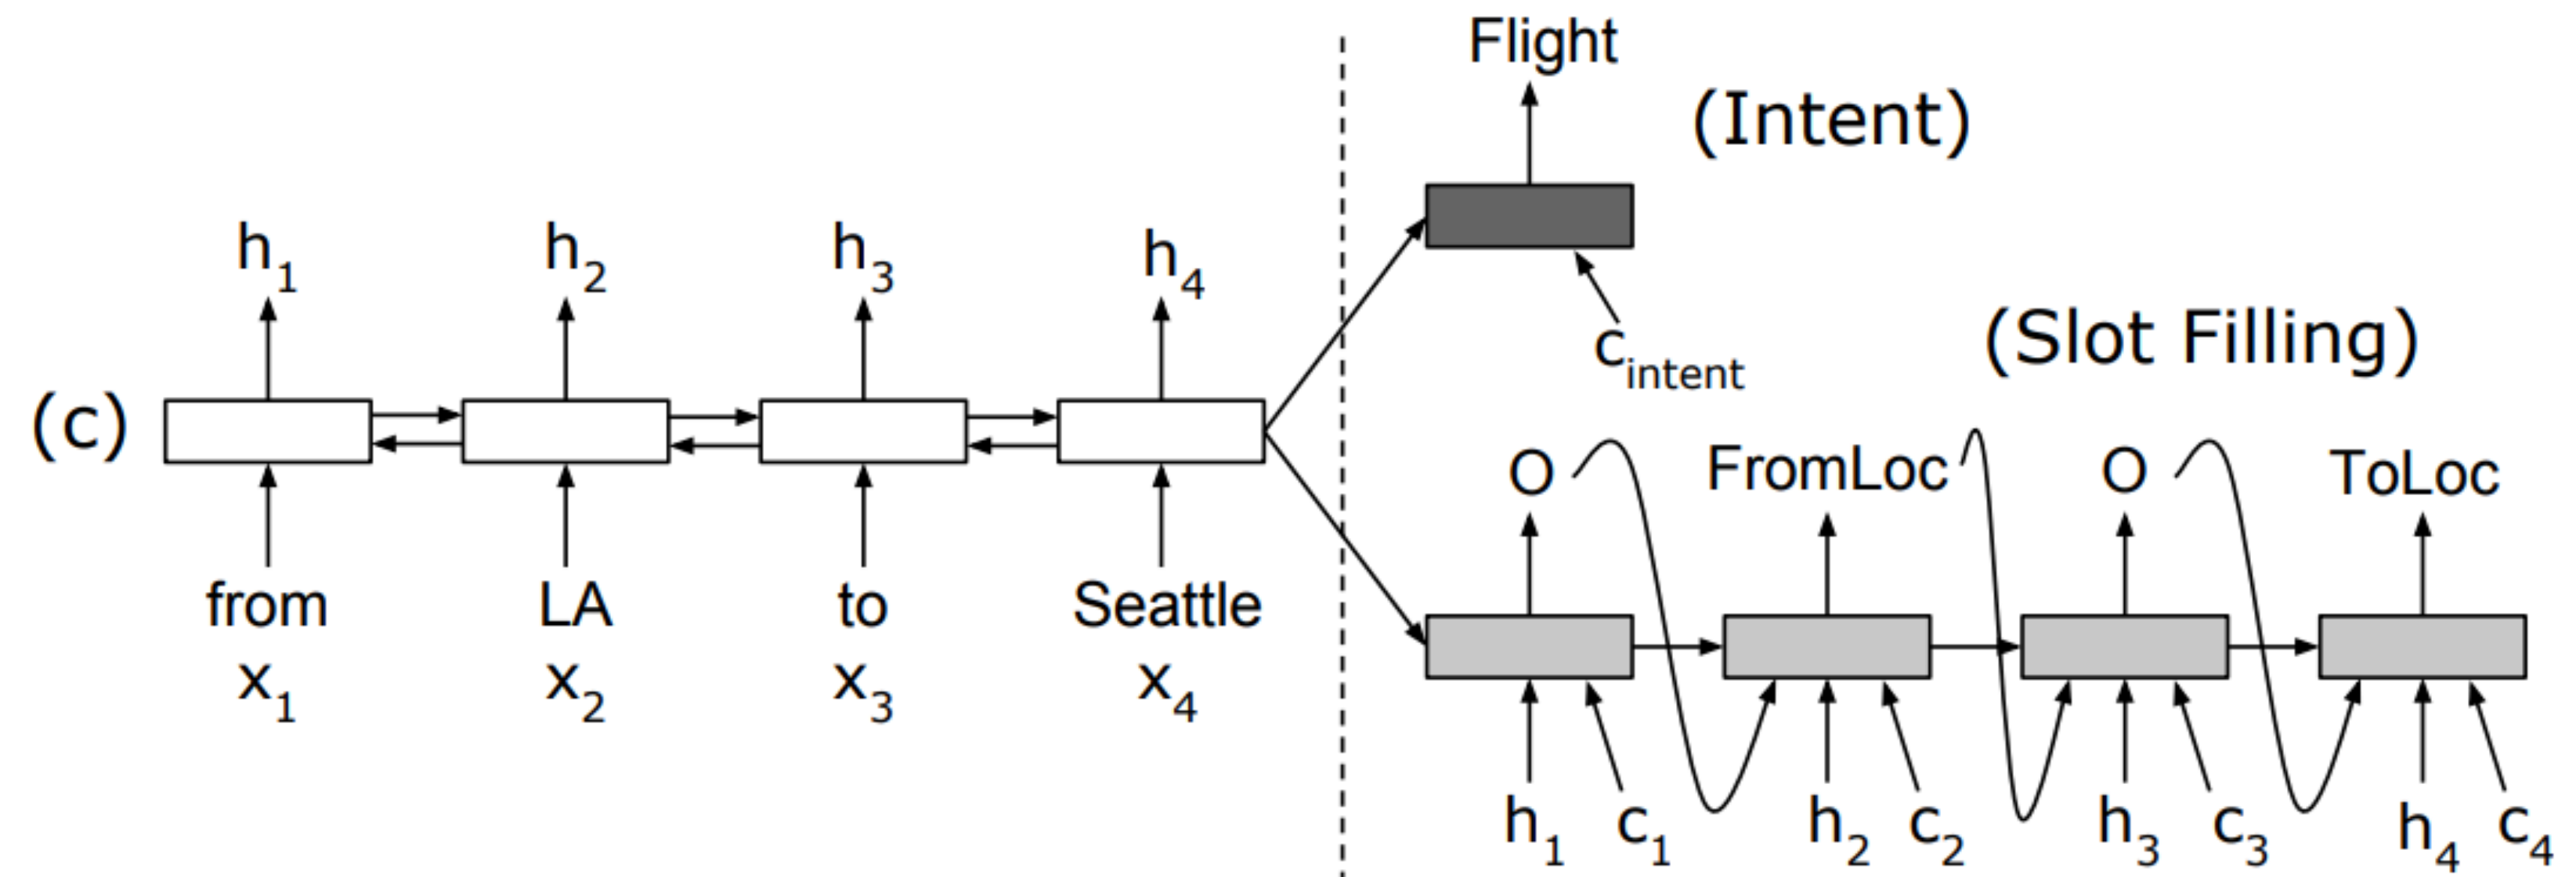 Flight
(Intent)
h1 h2 h3 h4
cintent
(Slot Filling)
(c)
O FromLoc O ToLoc
from LA to Seattle
x1 x2 x3 x4
h1 c1 h2 c2 h3 c3 h4 c4